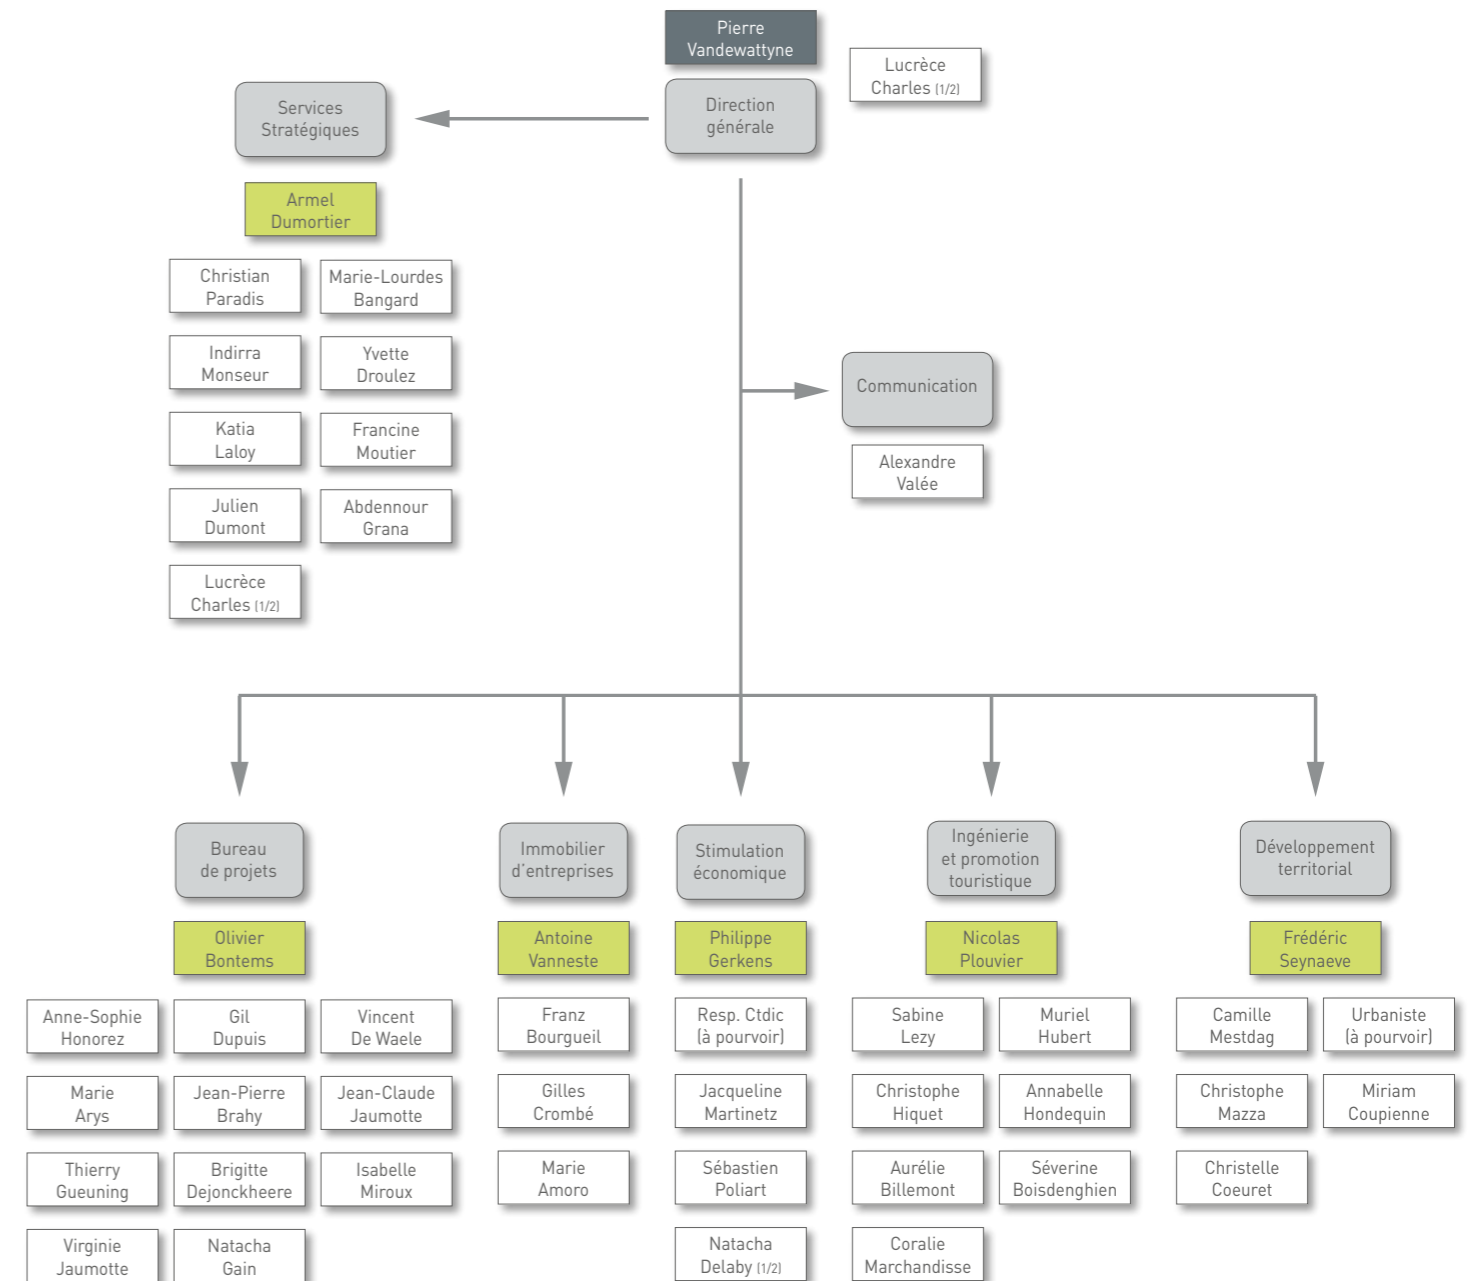 Pierre
Vandewattyne
Lucrèce
Charles (1/2)
Direction
générale
Services
Stratégiques
Armel
Dumortier
Christian
Paradis
Marie-Lourdes
Bangard
Indirra
Monseur
Yvette
Droulez
Katia
Laloy
Francine
Moutier
Julien
Dumont
Abdennour
Grana
Lucrèce
Charles (1/2)
Communication
Alexandre
Valée
Bureau
de projets
Olivier
Bontems
Anne-Sophie
Honorez
Gil
Dupuis
Vincent
De Waele
Marie
Arys
Jean-Pierre
Brahy
Jean-Claude
Jaumotte
Thierry
Gueuning
Brigitte
Dejonckheere
Isabelle
Miroux
Virginie
Jaumotte
Natacha
Gain
Immobilier
d'entreprises
Antoine
Vanneste
Franz
Bourgueil
Gilles
Crombé
Marie
Amoro
Stimulation
économique
Philippe
Gerkens
Resp. Ctdic
(à pourvoir)
Jacqueline
Martinetz
Sébastien
Poliart
Natacha
Delaby (1/2)
Ingénierie
et promotion
touristique
Nicolas
Plouvier
Sabine
Lezy
Muriel
Hubert
Christophe
Hiquet
Annabelle
Hondequin
Aurélie
Billemont
Séverine
Boisdenghien
Coralie
Marchandisse
Développement
territorial
Frédéric
Seynaeve
Camille
Mestdag
Urbaniste
(à pourvoir)
Christophe
Mazza
Miriam
Coupienne
Christelle
Coeuret